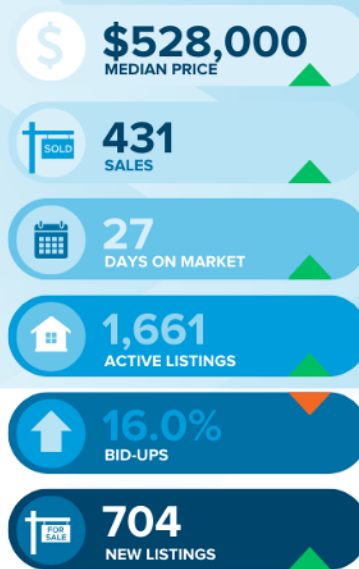 $
$528,000
MEDIAN PRICE
SOLD
431
SALES
27
DAYS ON MARKET
1,661
ACTIVE LISTINGS
16.0%
BID-UPS
FOR
SALE
704
NEW LISTINGS